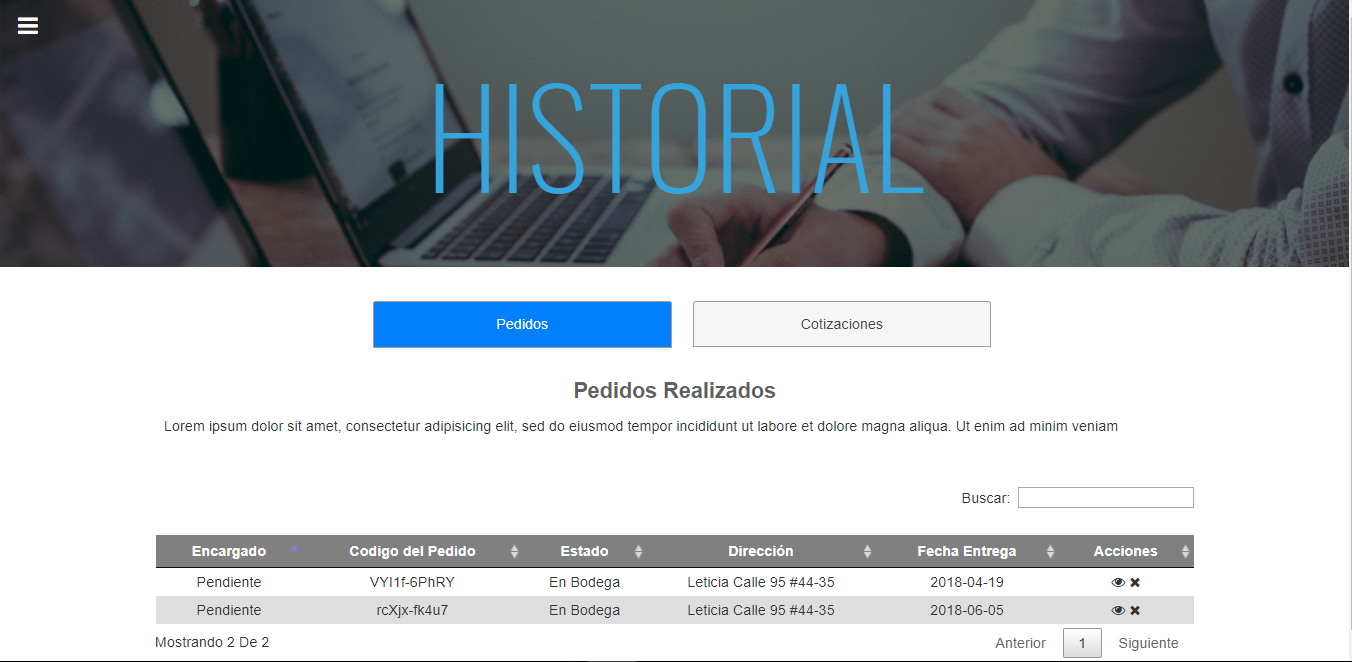 HISTORIAL
Pedidos Cotizaciones
Pedidos Realizados
Lorem ipsum dolor sit amet, consectetur adipisicing elit, sed do eiusmod tempor incididunt ut labore et dolore magna aliqua. Ut enim ad minim veniam
Buscar:
Encargado Codigo del Pedido Estado Dirección Fecha Entrega Acciones
Pendiente VYI1f-6PhRY En Bodega Leticia Calle 95 #44-35 2018-04-19
Pendiente rcXjx-fk4u7 En Bodega Leticia Calle 95 #44-35 2018-06-05
Mostrando 2 De 2 Anterior 1 Siguiente